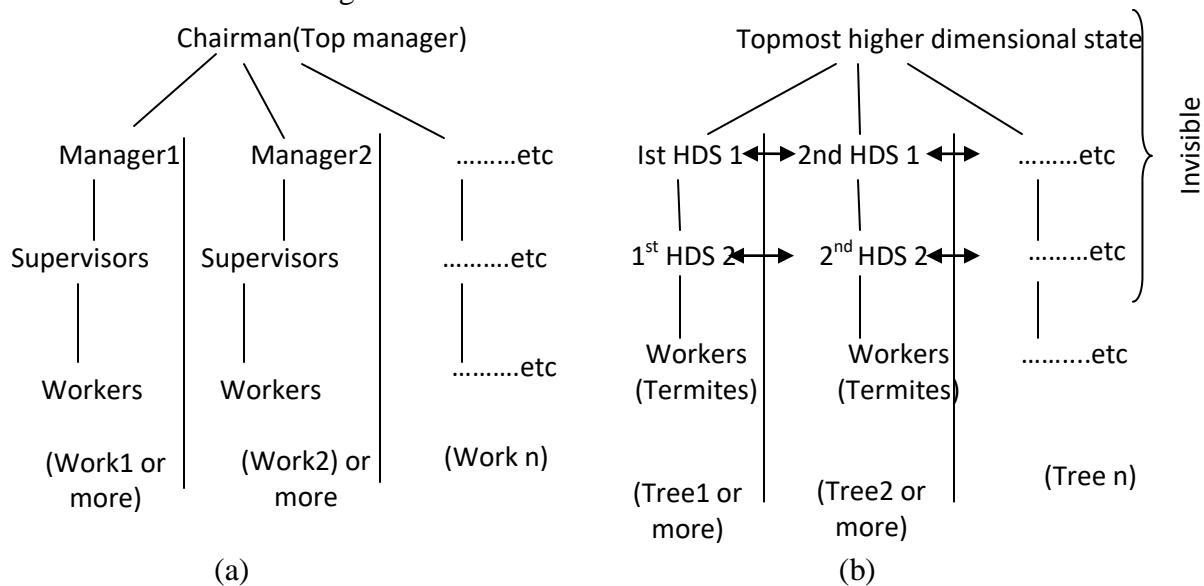 Chairman(Top manager)
Manager1 Manager2 ………etc
Supervisors Supervisors ……….etc
Workers Workers ……….etc
(Work1 or more) (Work2) or more (Work n)
(a)
Topmost higher dimensional state
Ist HDS 1 2nd HDS 1 ………etc
1st HDS 2 2nd HDS 2 ………etc
Workers (Termites) Workers (Termites) ……….etc
(Tree1 or more) (Tree2 or more) (Tree n)
Invisible
(b)